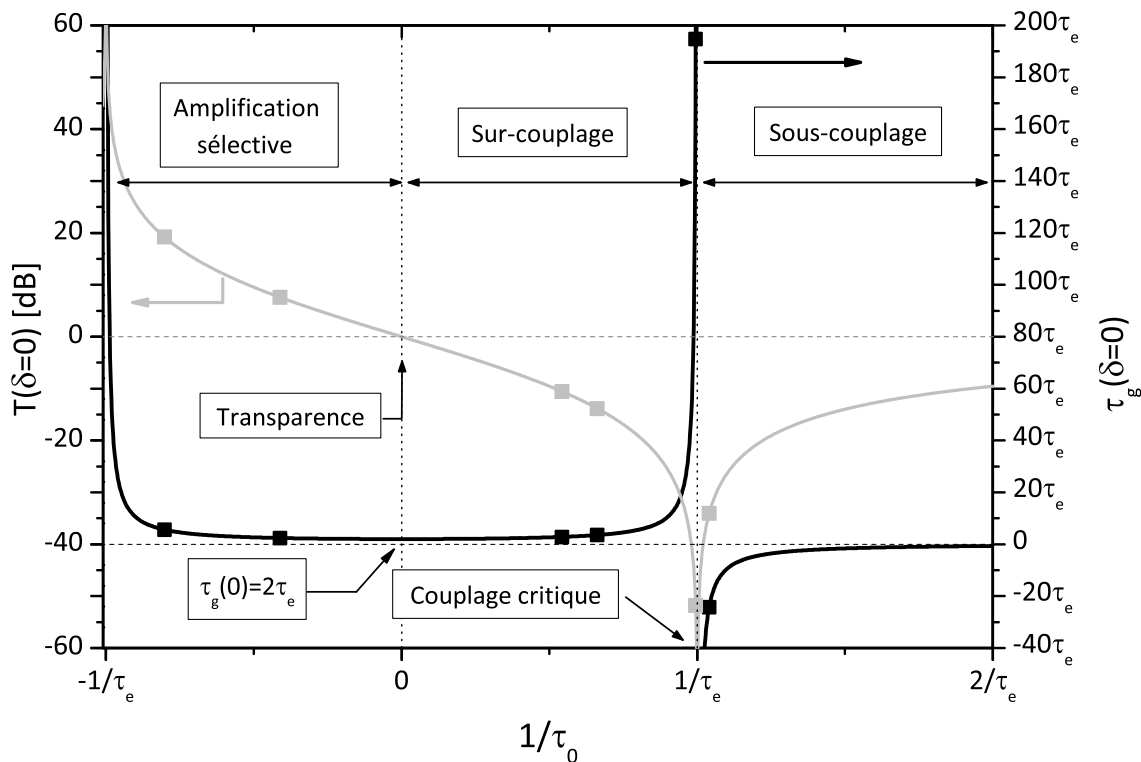 60
40
20
0
-20
-40
-60
T(δ=0) [dB]
200τe
180τe
160τe
140τe
120τe
100τe
80τe
60τe
40τe
20τe
0
-20τe
-40τe
τg(δ=0)
Amplification
sélective
Sur-couplage
Sous-couplage
Transparence
τg(0)=2τe
Couplage critique
-1/τe
0
1/τe
2/τe
1/τ0